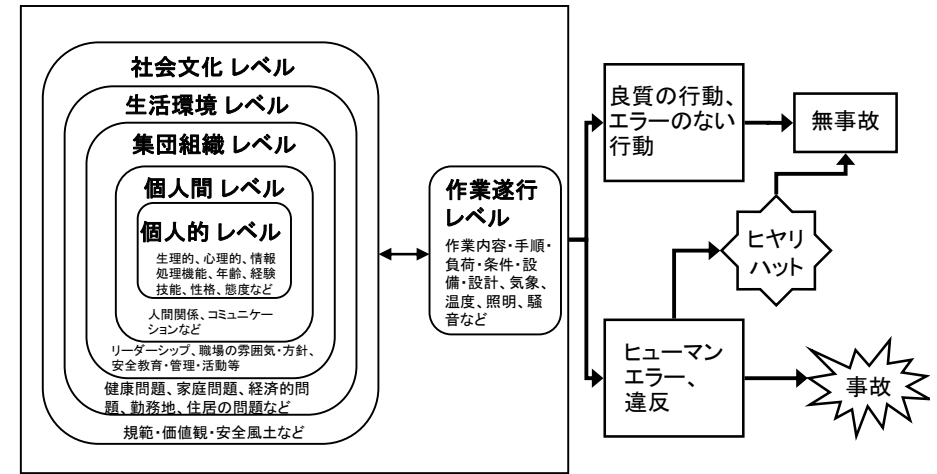 社会文化 レベル
生活環境 レベル
集団組織 レベル
個人間 レベル
個人的 レベル
生理的、心理的、情報
処理機能、年齢、経験
技能、性格、態度など
人間関係、コミュニケー
ションなど
リーダーシップ、職場の雰囲気・方針、
安全教育・管理・活動等
健康問題、家庭問題、経済的問
題、勤務地、住居の問題など
規範・価値観・安全風土など
作業遂行
レベル
作業内容・手順・
負荷・条件・設
備・設計、気象、
温度、照明、騒
音など
良質の行動、
エラーのない
行動
無事故
ヒヤリ
ハット
ヒューマン
エラー、
違反
事故